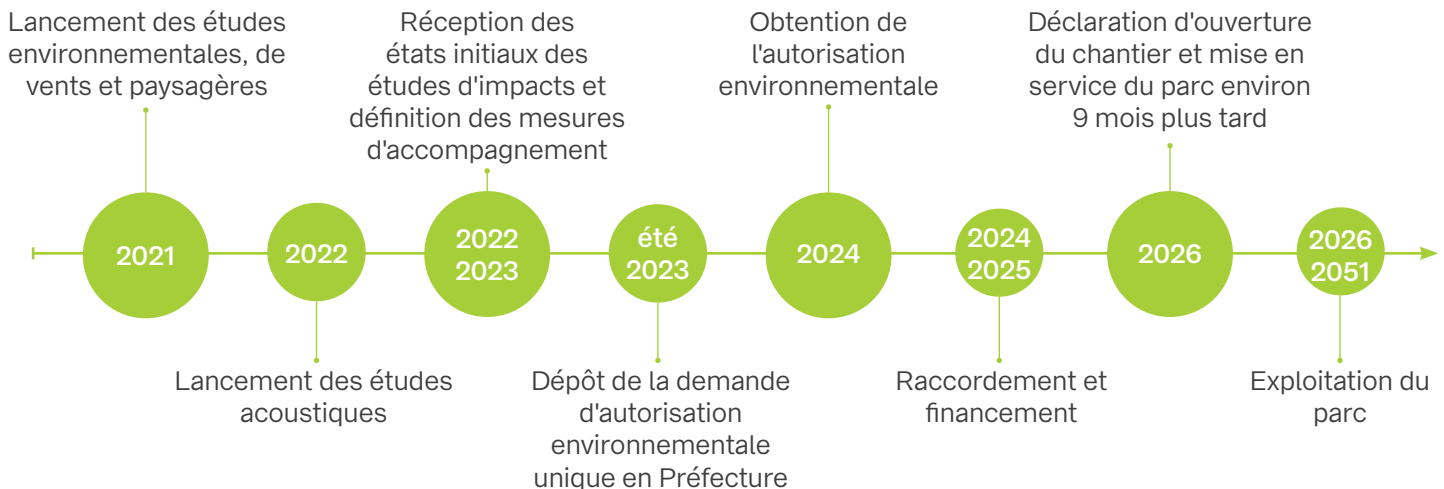 Lancement des études
environnementales, de
vents et paysagères
2021
2022
Lancement des études
acoustiques
Réception des
états initiaux des
études d'impacts et
définition des mesures
d'accompagnement
2022
2023
été
2023
Dépôt de la demande
d'autorisation
environnementale
unique en Préfecture
Obtention de
l'autorisation
environnementale
2024
2024
2025
Raccordement et
financement
Déclaration d'ouverture
du chantier et mise en
service du parc environ
9 mois plus tard
2026
2026
2051
Exploitation du
parc